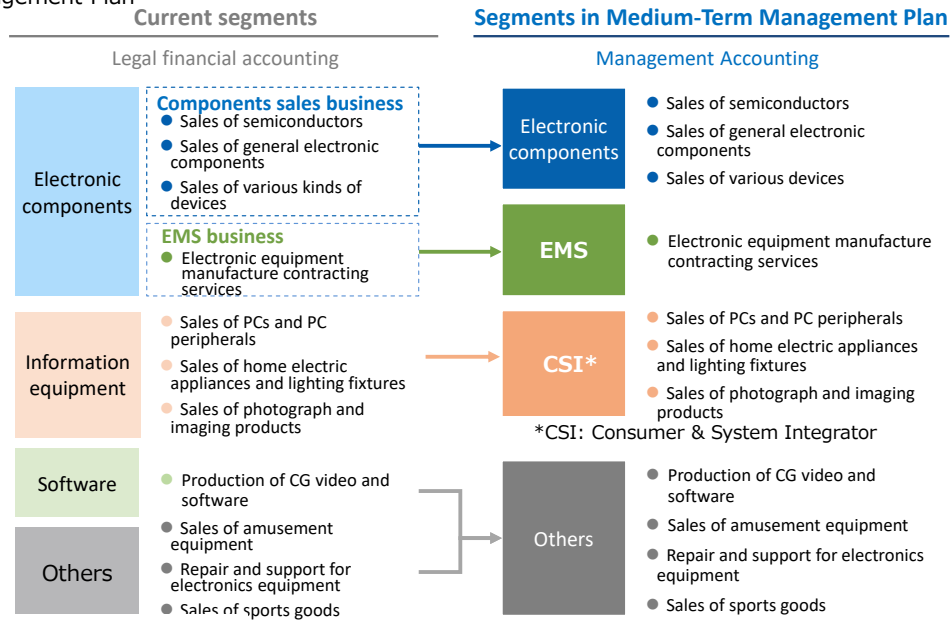 agement Plan
Current segments
Legal financial accounting
Electronic
components
Components sales business
Sales of semiconductors
Sales of general electronic
components
Sales of various kinds of
devices
EMS business
Electronic equipment
manufacture contracting
services
Information
equipment
Sales of PCs and PC
peripherals
Sales of home electric
appliances and lighting fixtures
Sales of photograph and
imaging products
Software
Production of CG video and
software
Others
Sales of amusement
equipment
Repair and support for
electronics equipment
Sales of sports goods
Segments in Medium-Term Management Plan
Management Accounting
Electronic
components
Sales of semiconductors
Sales of general electronic
components
Sales of various devices
EMS
Electronic equipment manufacture
contracting services
CSI*
Sales of PCs and PC peripherals
Sales of home electric appliances
and lighting fixtures
Sales of photograph and imaging
products
*CSI: Consumer & System Integrator
Others
Production of CG video and
software
Sales of amusement equipment
Repair and support for electronics
equipment
Sales of sports goods